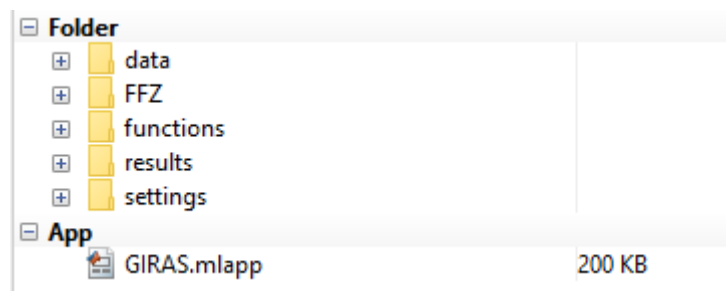 Folder
data
FFZ
functions
results
settings
App
GIRAS.mlapp 200 KB